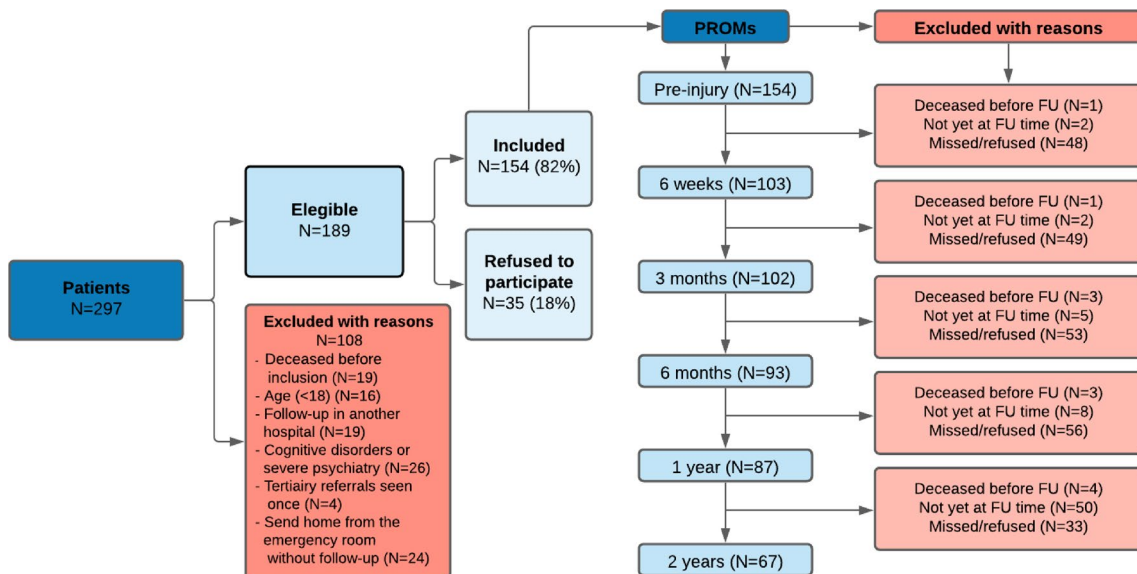 Patients
N=297
Elegible
N=189
Excluded with reasons
N=108
- Deceased before
inclusion (N=19)
- Age (<18) (N=16)
- Follow-up in another
hospital (N=19)
- Cognitive disorders or
severe psychiatry (N=26)
- Tertiairy referrals seen
once (N=4)
- Send home from the
emergency room
without follow-up (N=24)
Included
N=154 (82%)
Refused to
participate
N=35 (18%)
PROMs
Pre-injury (N=154)
6 weeks (N=103)
3 months (N=102)
6 months (N=93)
1 year (N=87)
2 years (N=67)
Excluded with reasons
Deceased before FU (N=1)
Not yet at FU time (N=2)
Missed/refused (N=48)
Deceased before FU (N=1)
Not yet at FU time (N=2)
Missed/refused (N=49)
Deceased before FU (N=3)
Not yet at FU time (N=5)
Missed/refused (N=53)
Deceased before FU (N=3)
Not yet at FU time (N=8)
Missed/refused (N=56)
Deceased before FU (N=4)
Not yet at FU time (N=50)
Missed/refused (N=33)